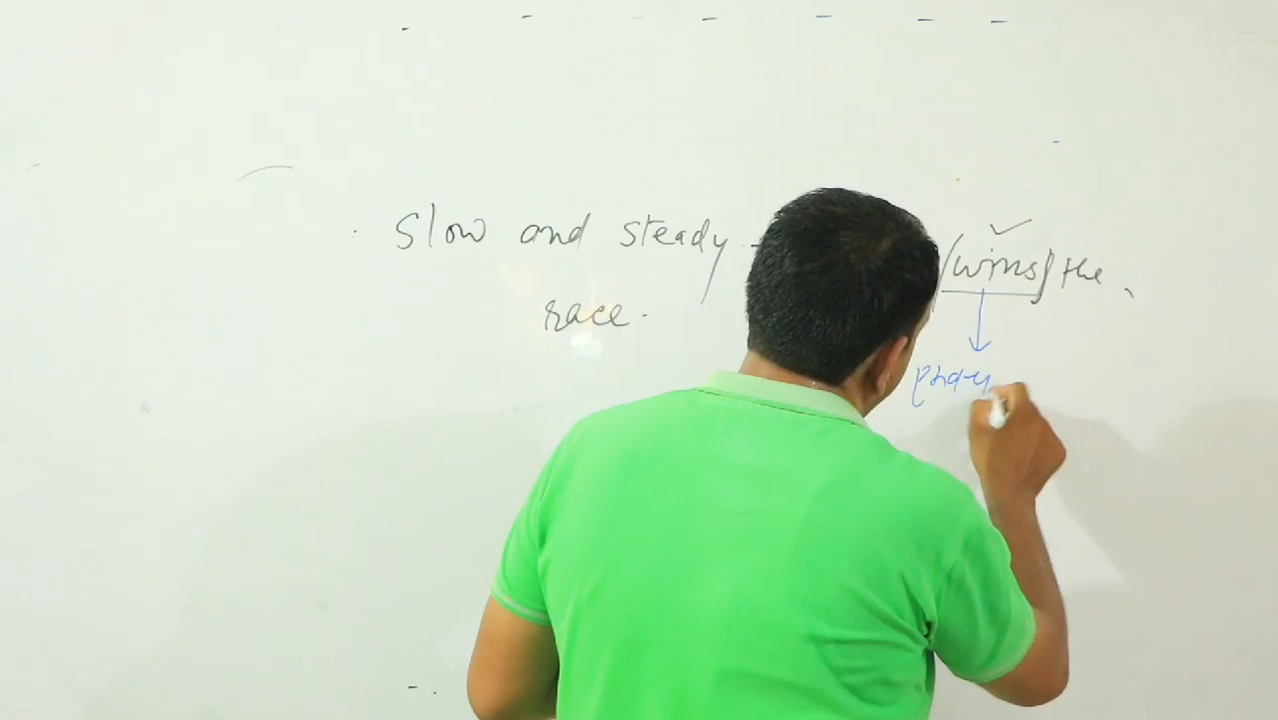 Slow and steady (wins) the
race.